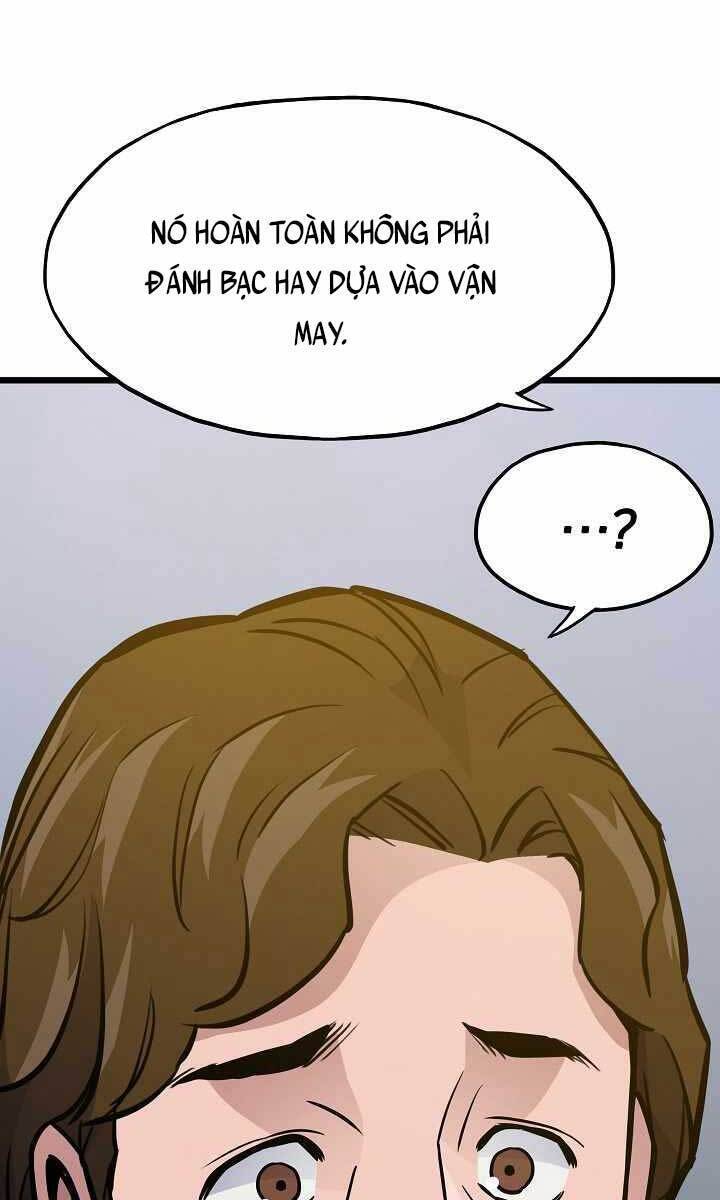 NÓ HOÀN TOÀN KHÔNG PHẢI
ĐÁNH BẠC HAY DỰA VÀO VẬN
MAY.
...?